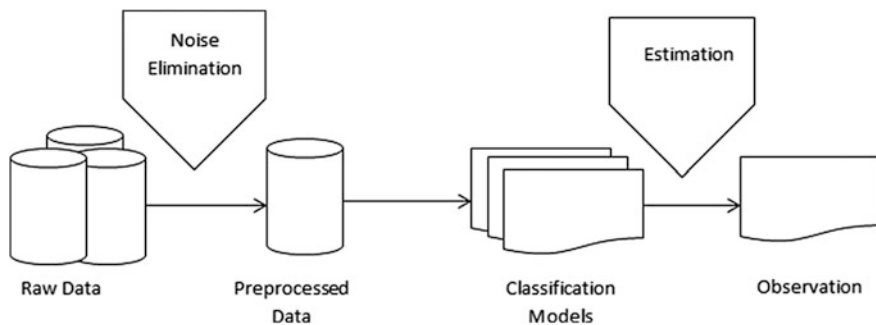 Noise
Elimination
Estimation
Raw Data
Preprocessed
Data
Classification
Models
Observation